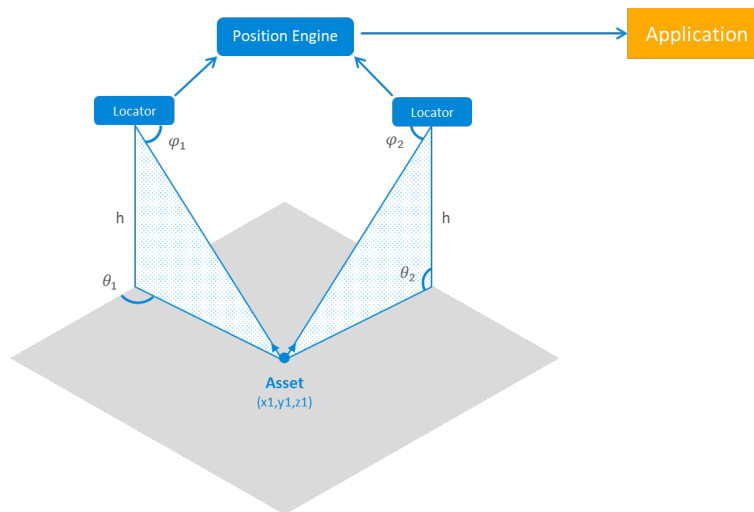 Position Engine
Application
Locator
Locator
φ₁
φ₂
h
h
θ₁
θ₂
Asset
(x1,y1,z1)